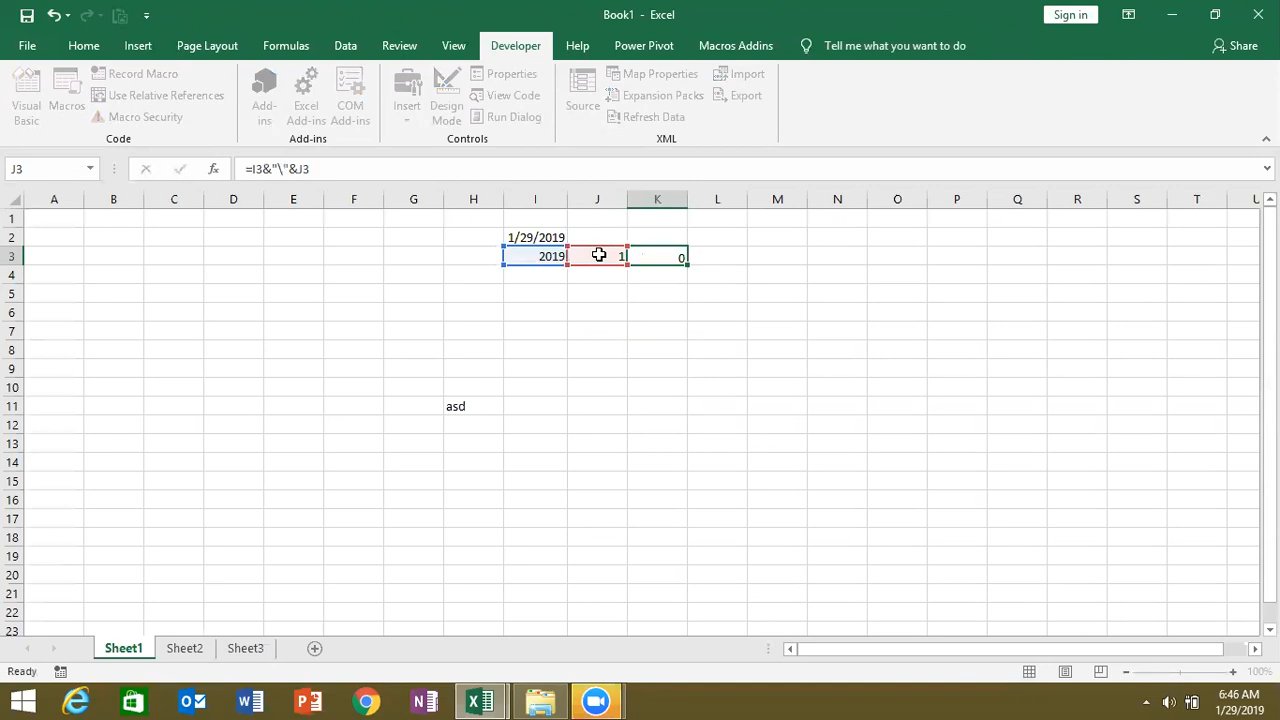 Book1 - Excel
Sign in
File Home Insert Page Layout Formulas Data Review View Developer Help Power Pivot Macros Addins Tell me what you want to do Share
Visual Basic
Macros
Record Macro
Use Relative References
Macro Security
Code
Add-ins
Excel Add-ins
COM Add-ins
Add-ins
Insert
Design Mode
Properties
View Code
Run Dialog
Controls
Source
Map Properties
Expansion Packs
Refresh Data
Import
Export
XML
J3 fx =I3&"\"&J3
A B C D E F G H I J K L M N O P Q R S T U
1
2 1/29/2019
3 2019 1 0
4
5
6
7
8
9
10
11 asd
12
13
14
15
16
17
18
19
20
21
22
23
Sheet1 Sheet2 Sheet3
Ready 100%
6:46 AM
1/29/2019